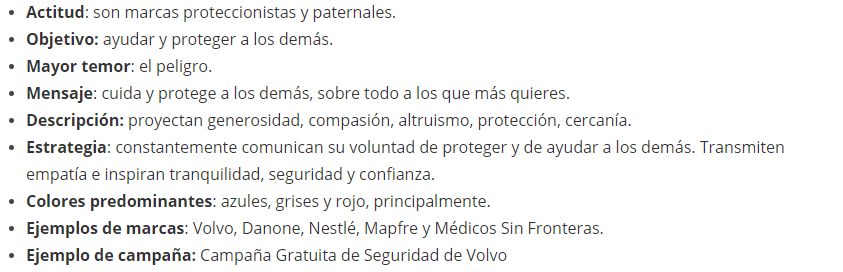 • Actitud: son marcas proteccionistas y paternales.
• Objetivo: ayudar y proteger a los demás.
• Mayor temor: el peligro.
• Mensaje: cuida y protege a los demás, sobre todo a los que más quieres.
• Descripción: proyectan generosidad, compasión, altruismo, protección, cercanía.
• Estrategia: constantemente comunican su voluntad de proteger y de ayudar a los demás. Transmiten
empatía e inspiran tranquilidad, seguridad y confianza.
• Colores predominantes: azules, grises y rojo, principalmente.
• Ejemplos de marcas: Volvo, Danone, Nestlé, Mapfre y Médicos Sin Fronteras.
• Ejemplo de campaña: Campaña Gratuita de Seguridad de Volvo